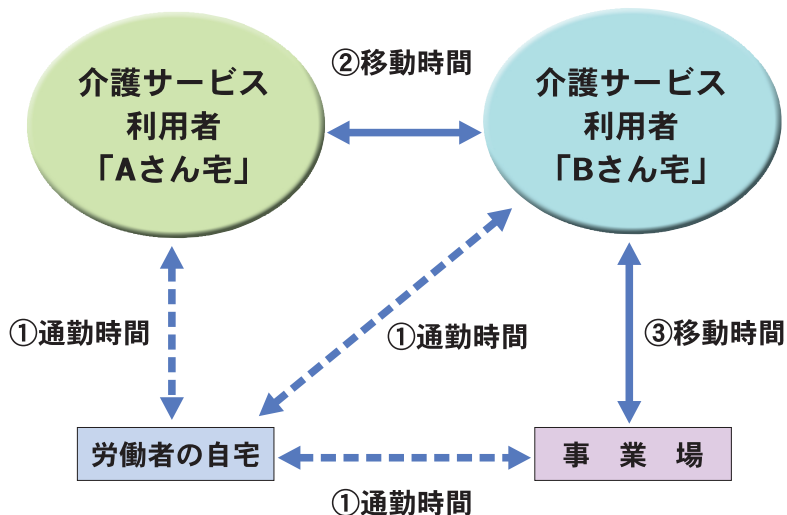 介護サービス
利用者
「Aさん宅」
②移動時間
介護サービス
利用者
「Bさん宅」
①通勤時間
①通勤時間
③移動時間
労働者の自宅
事　業　場
①通勤時間